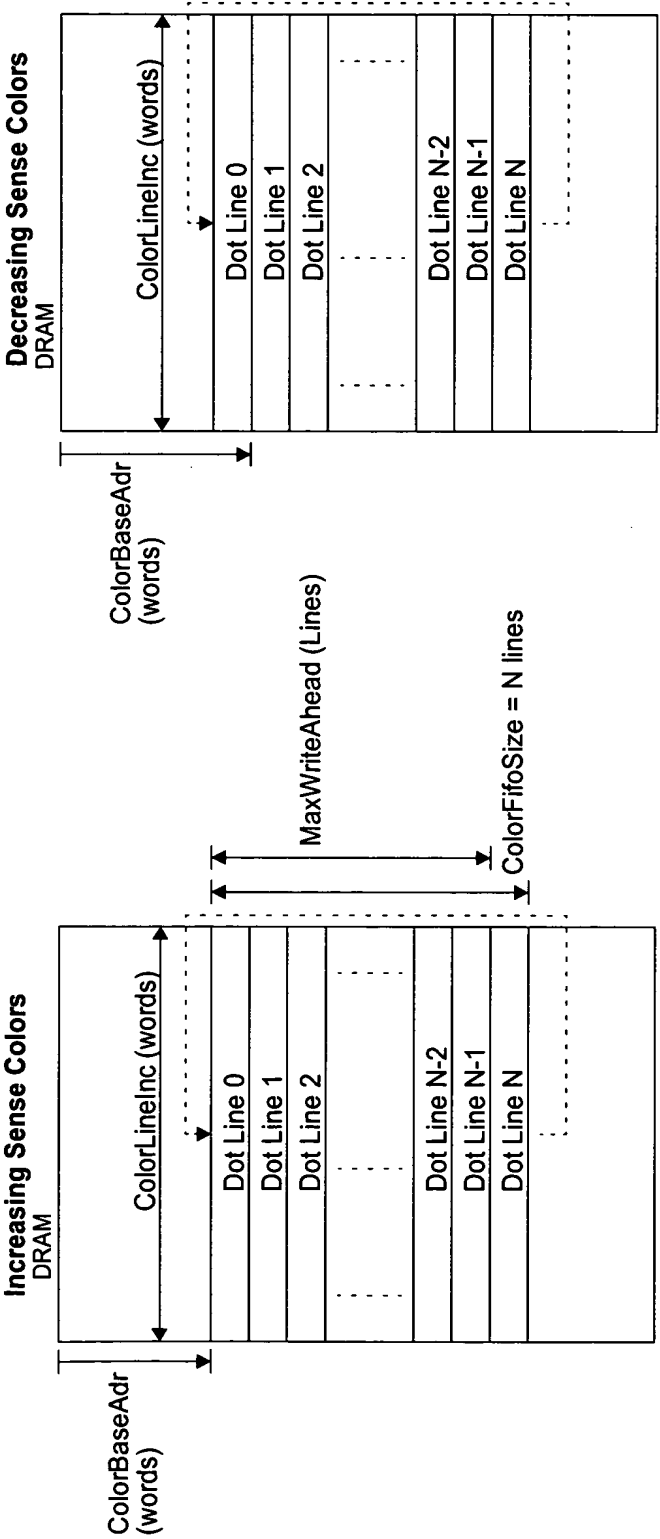 Increasing Sense Colors
DRAM
ColorBaseAdr
(words)
ColorLineInc (words)
Dot Line 0
Dot Line 1
Dot Line 2
Dot Line N-2
Dot Line N-1
Dot Line N
MaxWriteAhead (Lines)
ColorFifoSize = N lines
Decreasing Sense Colors
DRAM
ColorBaseAdr
(words)
ColorLineInc (words)
Dot Line 0
Dot Line 1
Dot Line 2
Dot Line N-2
Dot Line N-1
Dot Line N